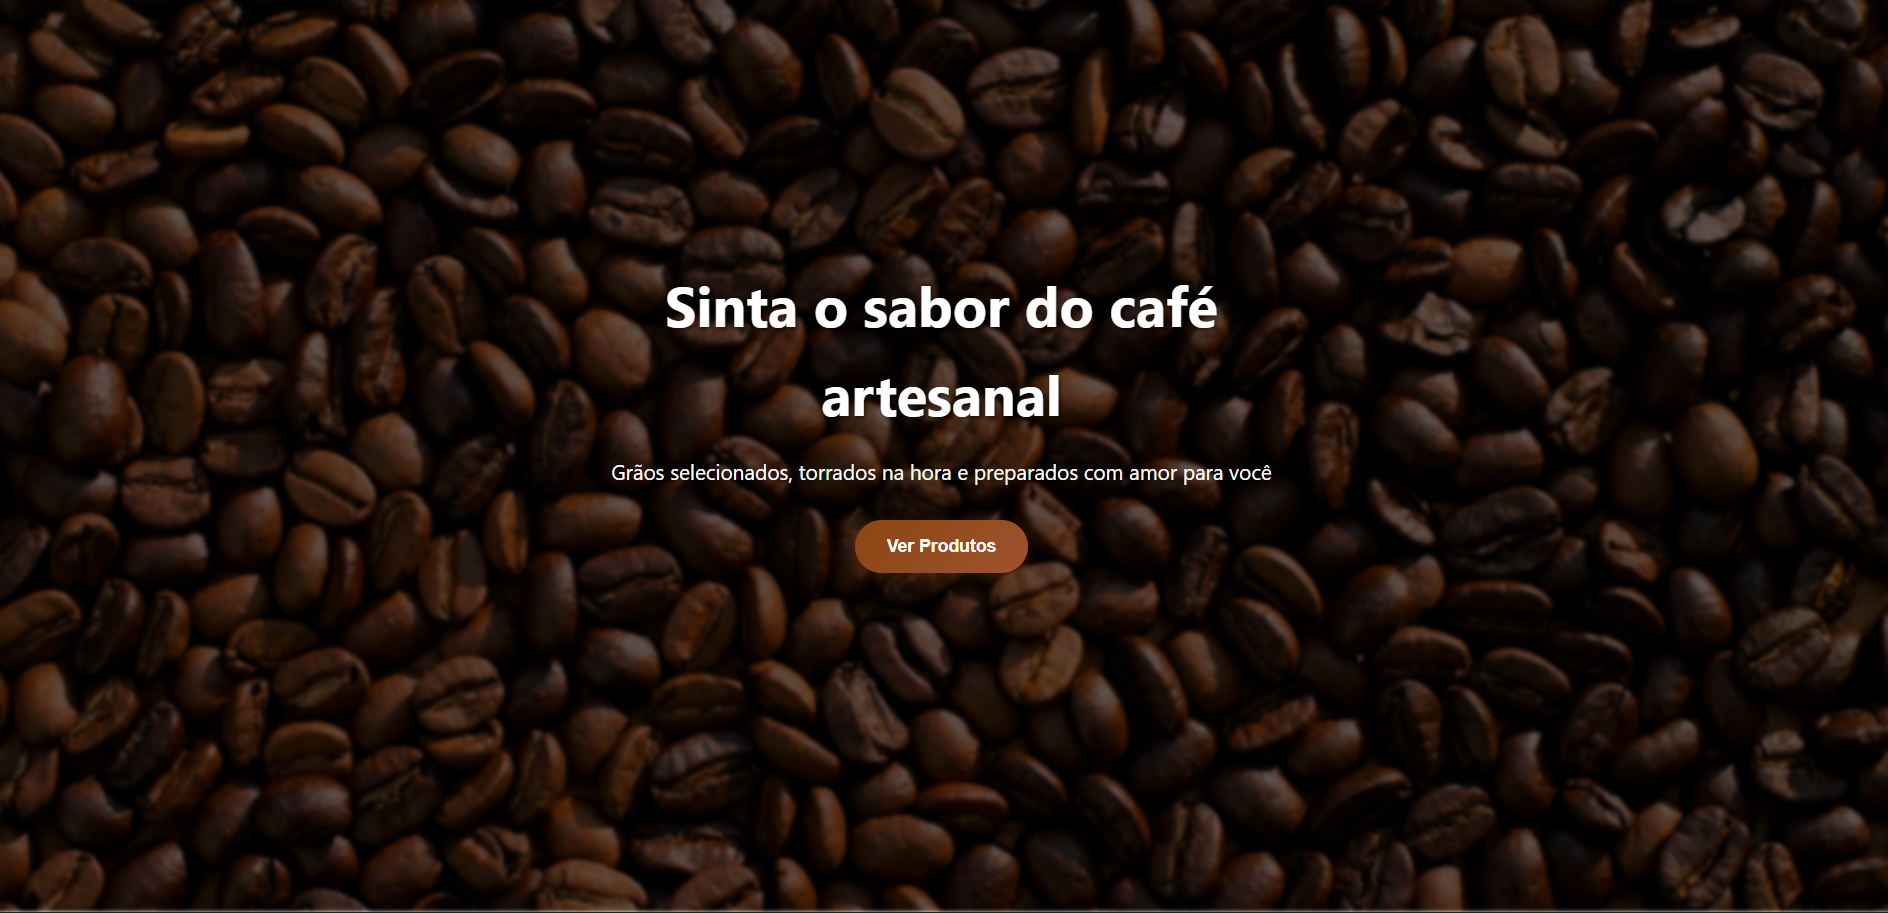 Sinta o sabor do café
artesanal
Grãos selecionados, torrados na hora e preparados com amor para você
Ver Produtos